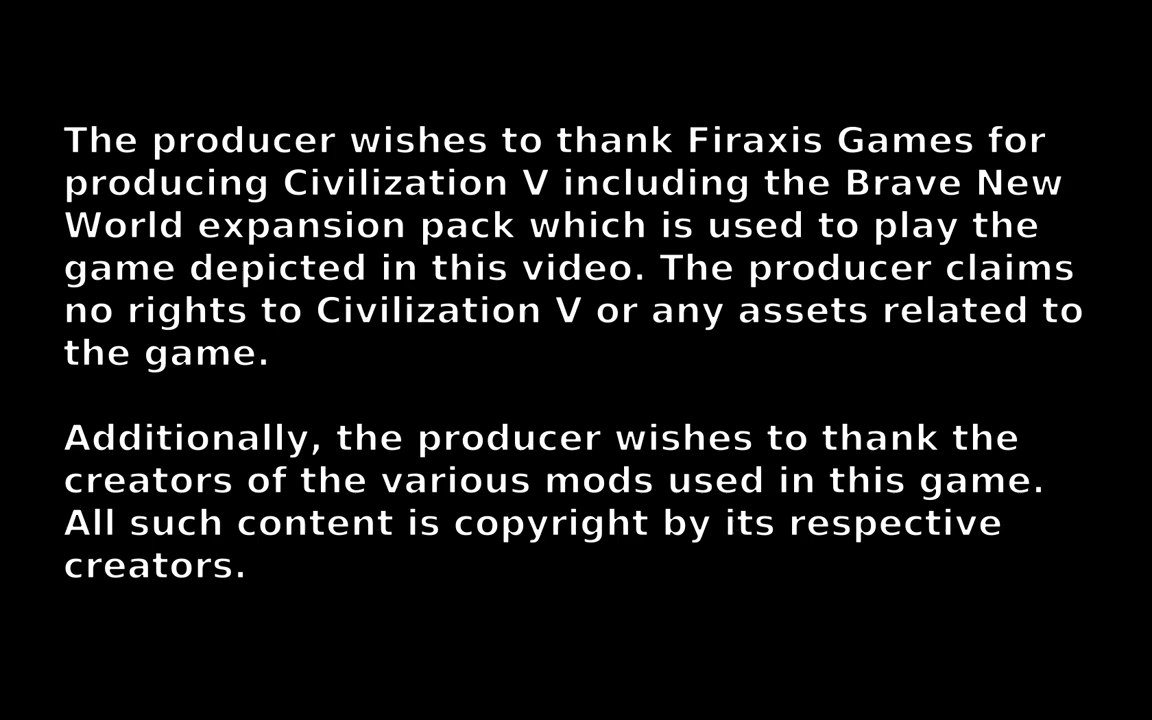 The producer wishes to thank Firaxis Games for
producing Civilization V including the Brave New
World expansion pack which is used to play the
game depicted in this video. The producer claims
no rights to Civilization V or any assets related to
the game.
Additionally, the producer wishes to thank the
creators of the various mods used in this game.
All such content is copyright by its respective
creators.